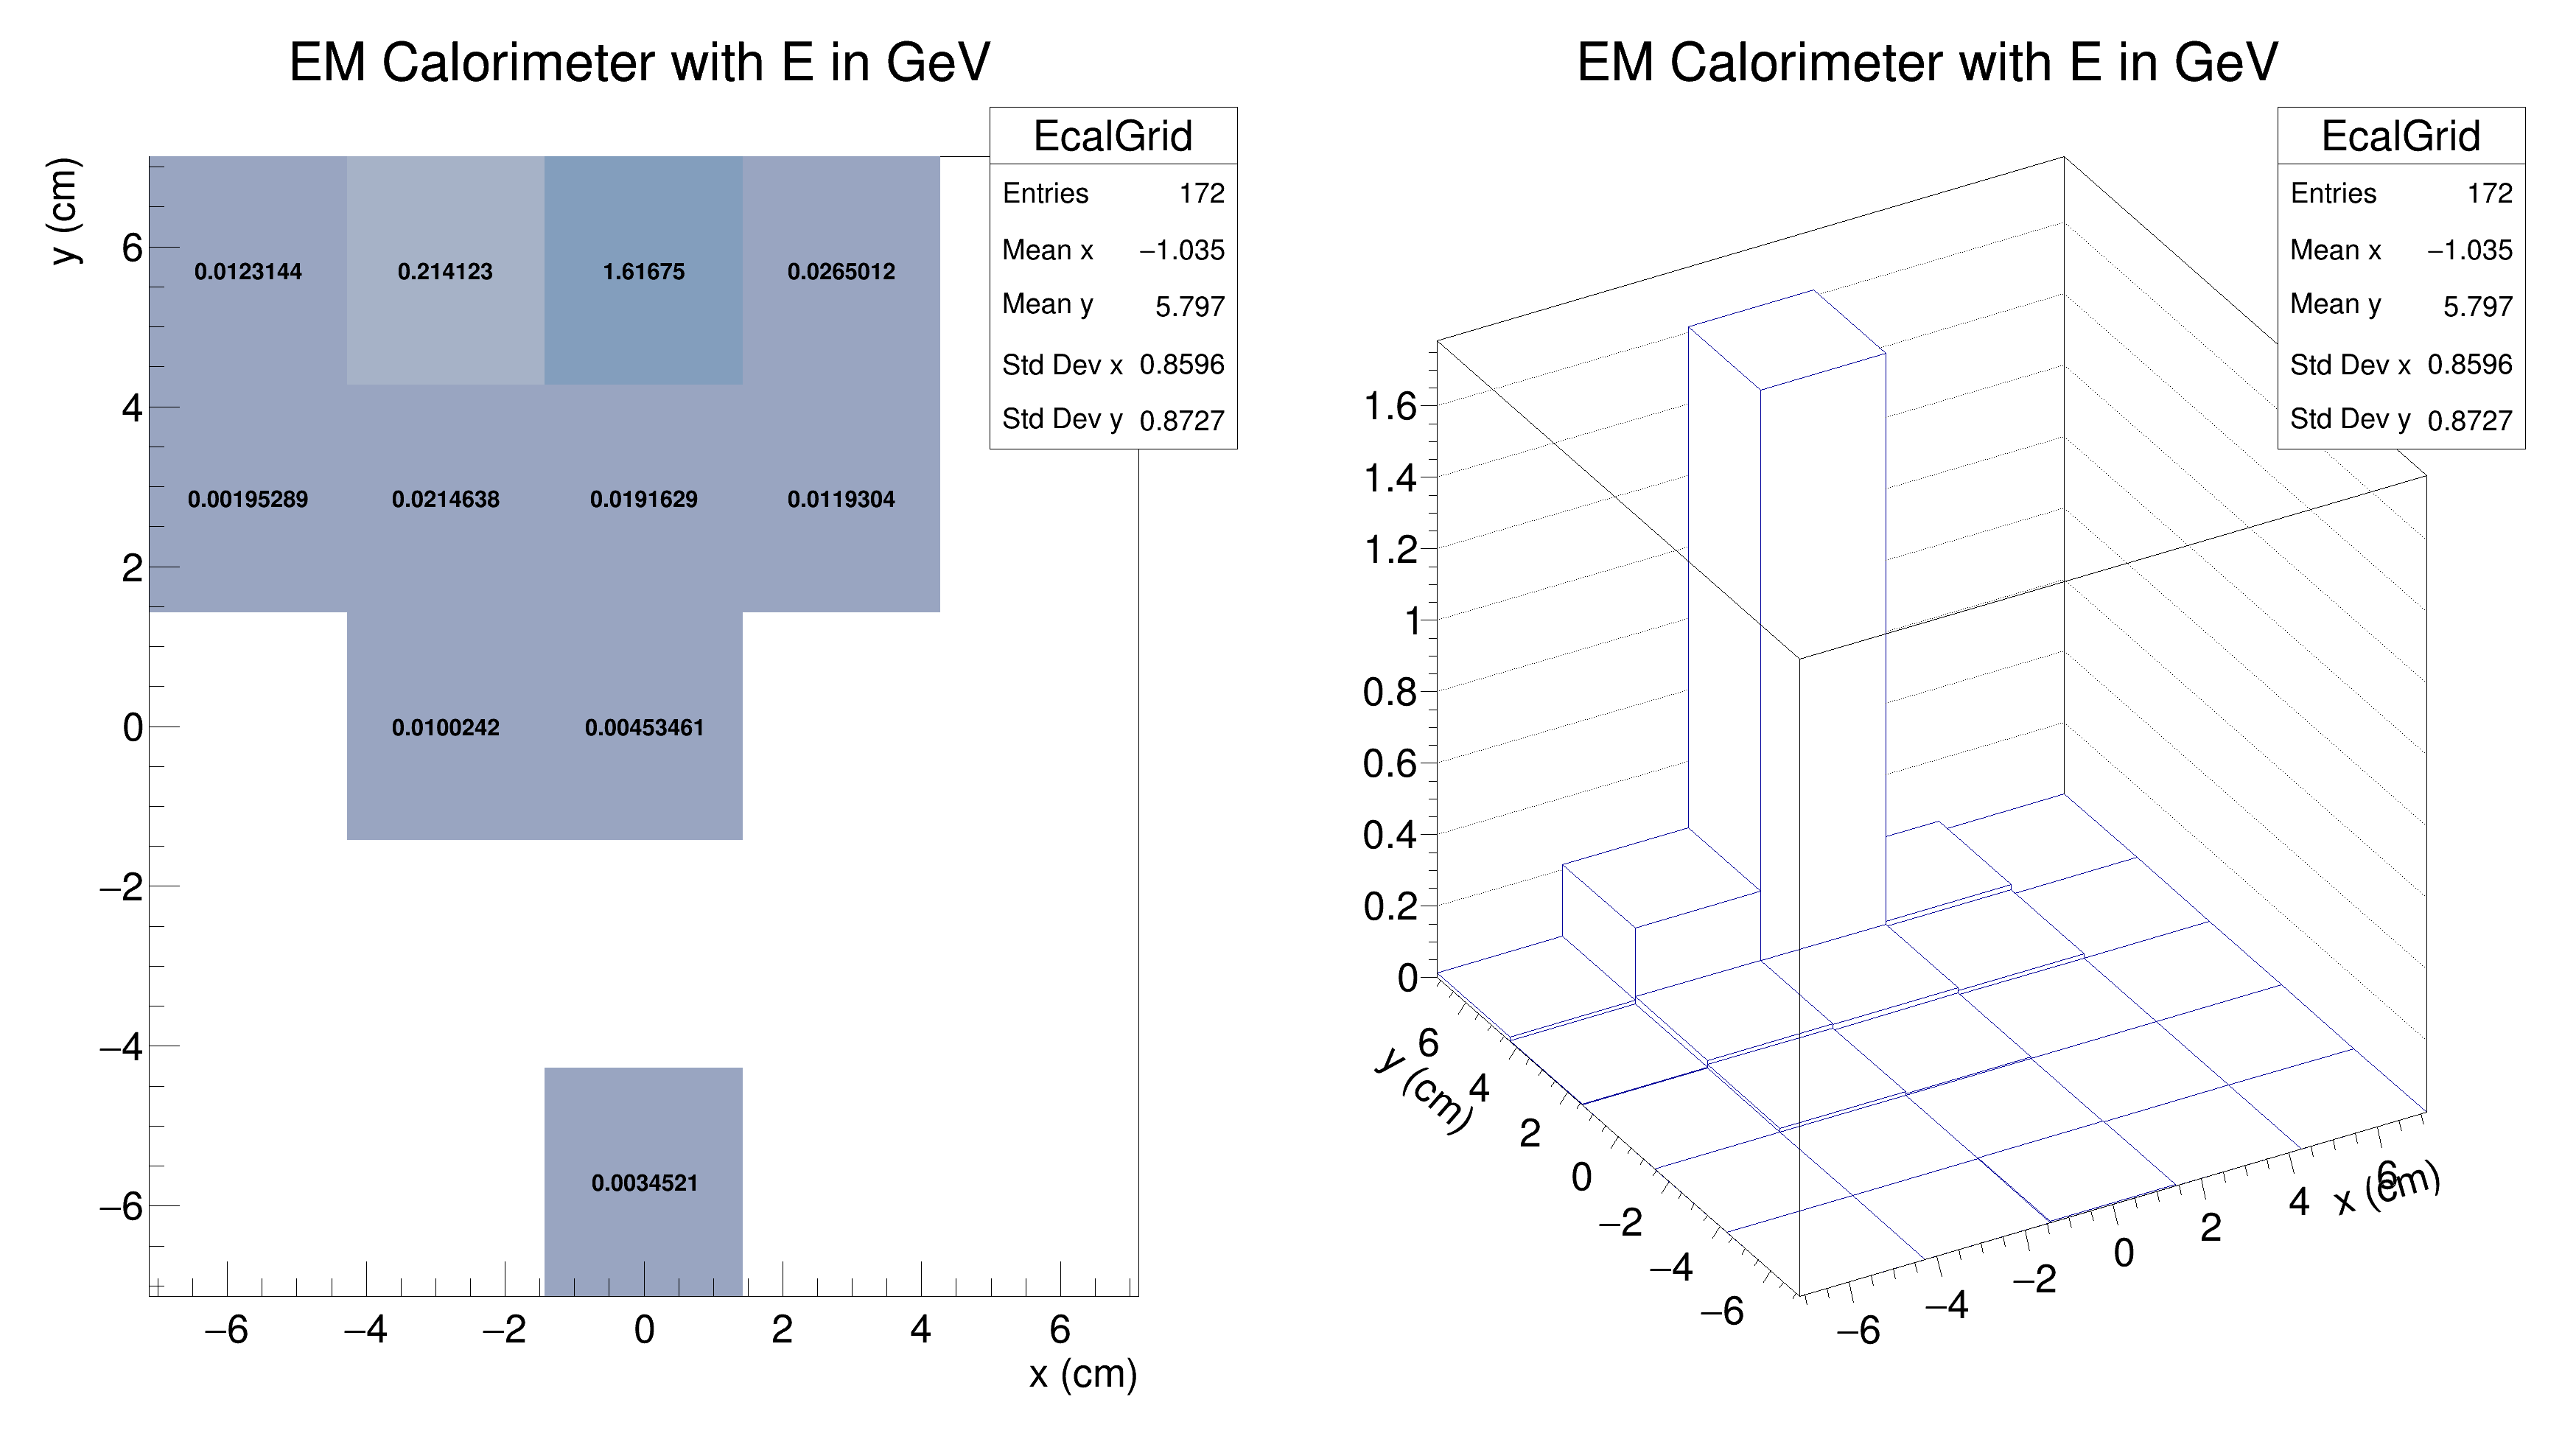 EM Calorimeter with E in GeV
EcalGrid
Entries 172
Mean x −1.035
Mean y 5.797
Std Dev x 0.8596
Std Dev y 0.8727
y (cm)
6
4
2
0
−2
−4
−6
0.0123144 0.214123 1.61675 0.0265012
0.00195289 0.0214638 0.0191629 0.0119304
0.0100242 0.00453461
0.0034521
−6 −4 −2 0 2 4 6
x (cm)
EM Calorimeter with E in GeV
EcalGrid
Entries 172
Mean x −1.035
Mean y 5.797
Std Dev x 0.8596
Std Dev y 0.8727
1.6
1.4
1.2
1
0.8
0.6
0.4
0.2
0
6
4
2
0
−2
−4
−6
y (cm)
−6 −4 −2 0 2 4 6
x (cm)